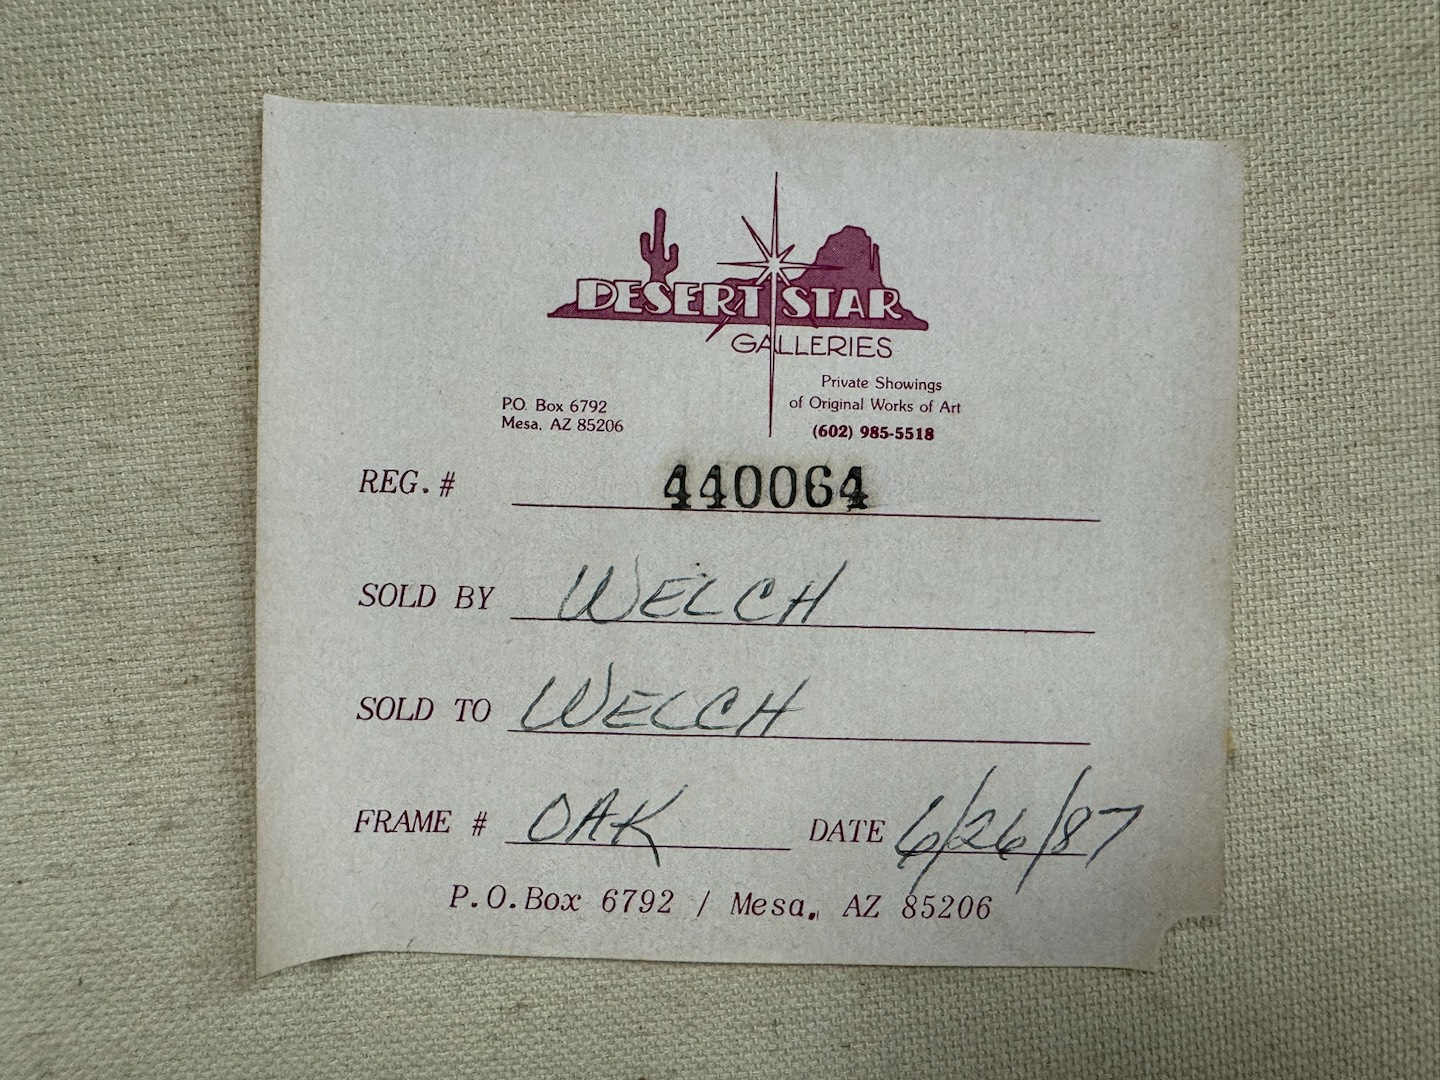 DESERT STAR
GALLERIES
P.O. Box 6792
Mesa, AZ 85206
Private Showings
of Original Works of Art
(602) 985-5518
REG. # 440064
SOLD BY WELCH
SOLD TO WELCH
FRAME # OAK DATE 6/26/87
P.O.Box 6792 / Mesa, AZ 85206